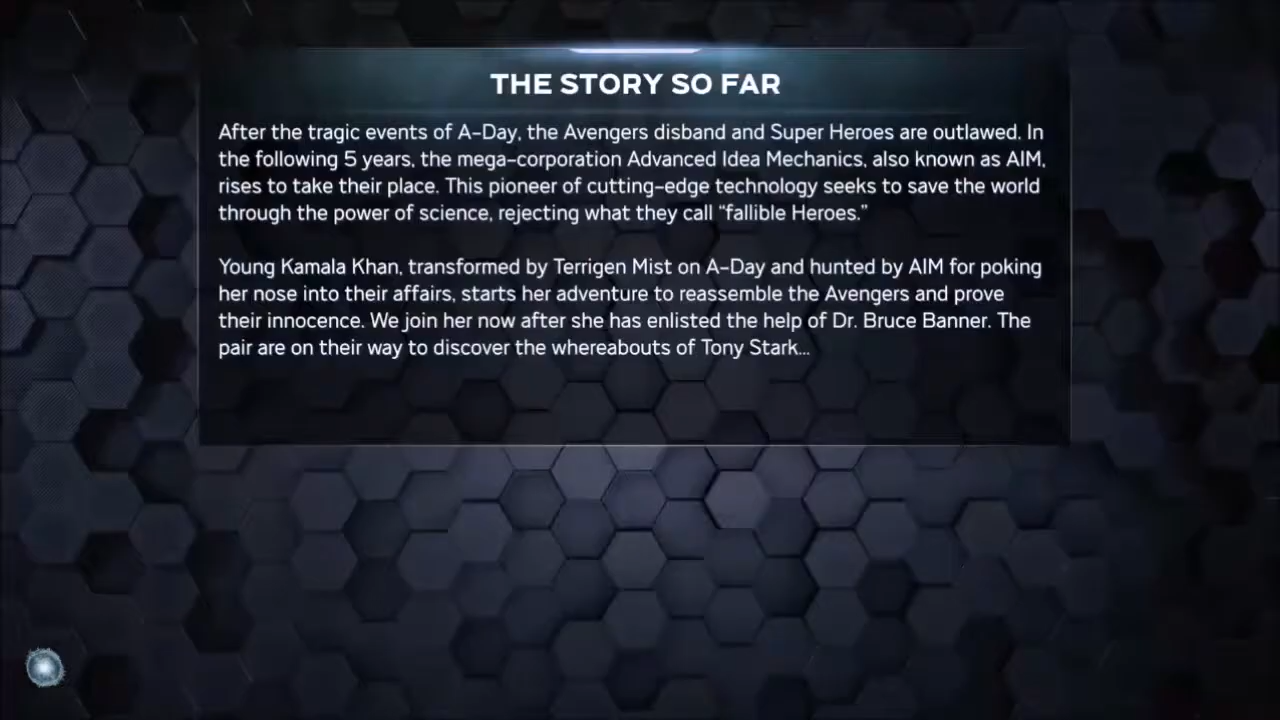 THE STORY SO FAR
After the tragic events of A-Day, the Avengers disband and Super Heroes are outlawed. In
the following 5 years, the mega-corporation Advanced Idea Mechanics, also known as AIM,
rises to take their place. This pioneer of cutting-edge technology seeks to save the world
through the power of science, rejecting what they call “fallible Heroes.”
Young Kamala Khan, transformed by Terrigen Mist on A-Day and hunted by AIM for poking
her nose into their affairs, starts her adventure to reassemble the Avengers and prove
their innocence. We join her now after she has enlisted the help of Dr. Bruce Banner. The
pair are on their way to discover the whereabouts of Tony Stark...